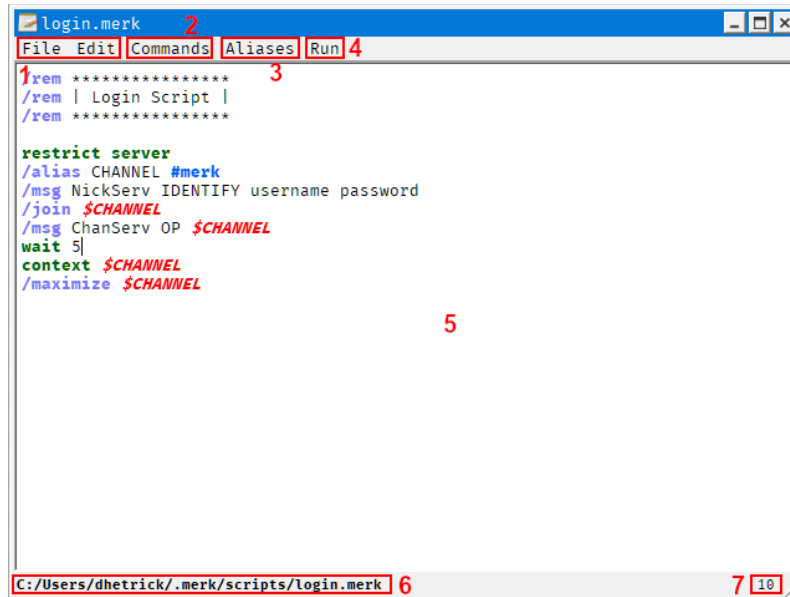 login.merk
2
File Edit Commands Aliases Run 4
1 3
/rem ****************
/rem | Login Script |
/rem ****************
restrict server
/alias CHANNEL #merk
/msg NickServ IDENTIFY username password
/join $CHANNEL
/msg ChanServ OP $CHANNEL
wait 5
context $CHANNEL
/maximize $CHANNEL
5
C:/Users/dhetrick/.merk/scripts/login.merk 6 7 10